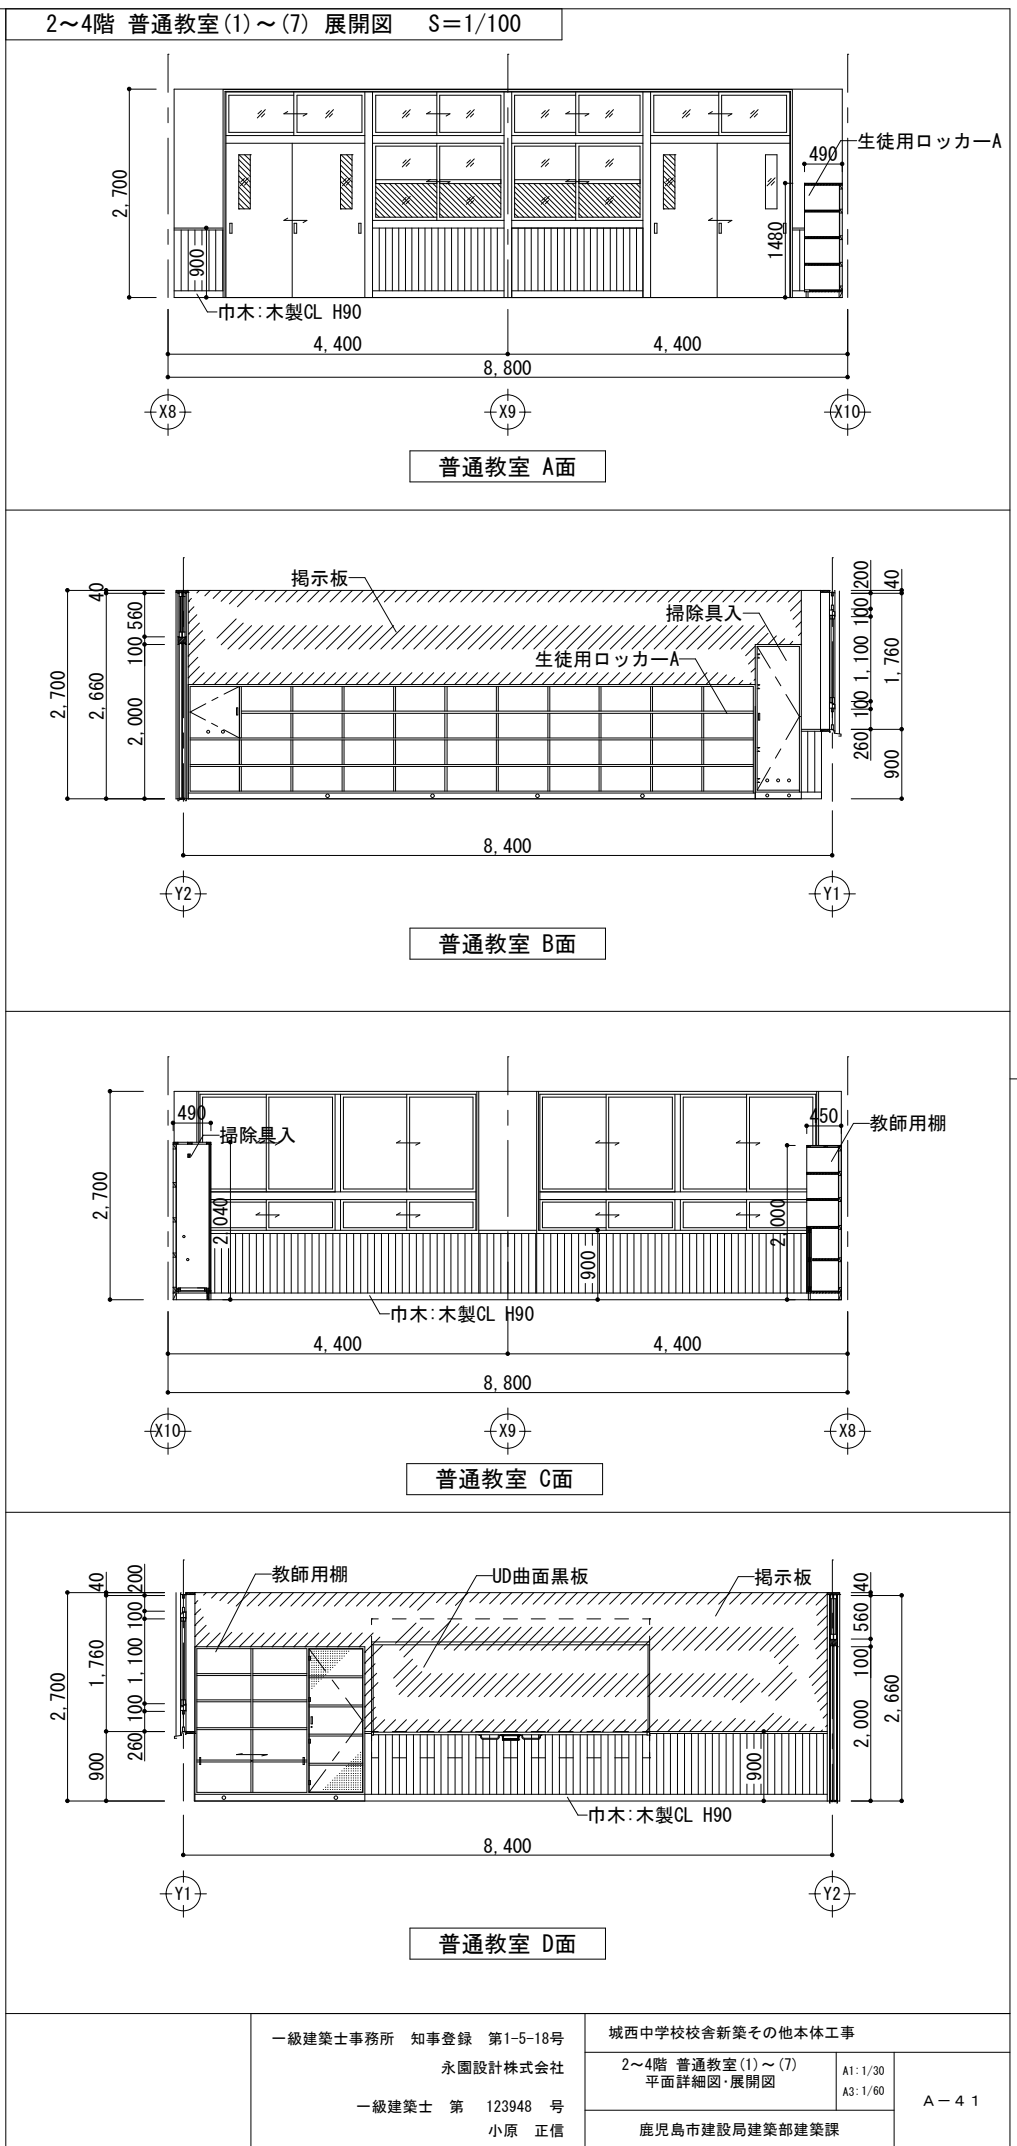 2～4階 普通教室(1)～(7) 展開図 S=1/100
生徒用ロッカーA
490
2,700
900
1480
巾木:木製CL H90
4,400
4,400
8,800
X8
X9
X10
普通教室 A面
掲示板
掃除具入
生徒用ロッカーA
40
560
100
2,000
2,660
2,700
200
100
1,100
100
260
40
1,760
900
8,400
Y2
Y1
普通教室 B面
490
掃除具入
450
教師用棚
2,700
2,040
900
2,000
巾木:木製CL H90
4,400
4,400
8,800
X10
X9
X8
普通教室 C面
教師用棚
UD曲面黒板
掲示板
40
200
100
1,100
100
260
1,760
900
2,700
40
560
100
2,000
2,660
900
巾木:木製CL H90
8,400
Y1
Y2
普通教室 D面
一級建築士事務所 知事登録 第1-5-18号
永園設計株式会社
一級建築士 第 123948 号
小原 正信
城西中学校校舎新築その他本体工事
2～4階 普通教室(1)～(7)
平面詳細図・展開図
A1:1/30
A3:1/60
A－41
鹿児島市建設局建築部建築課